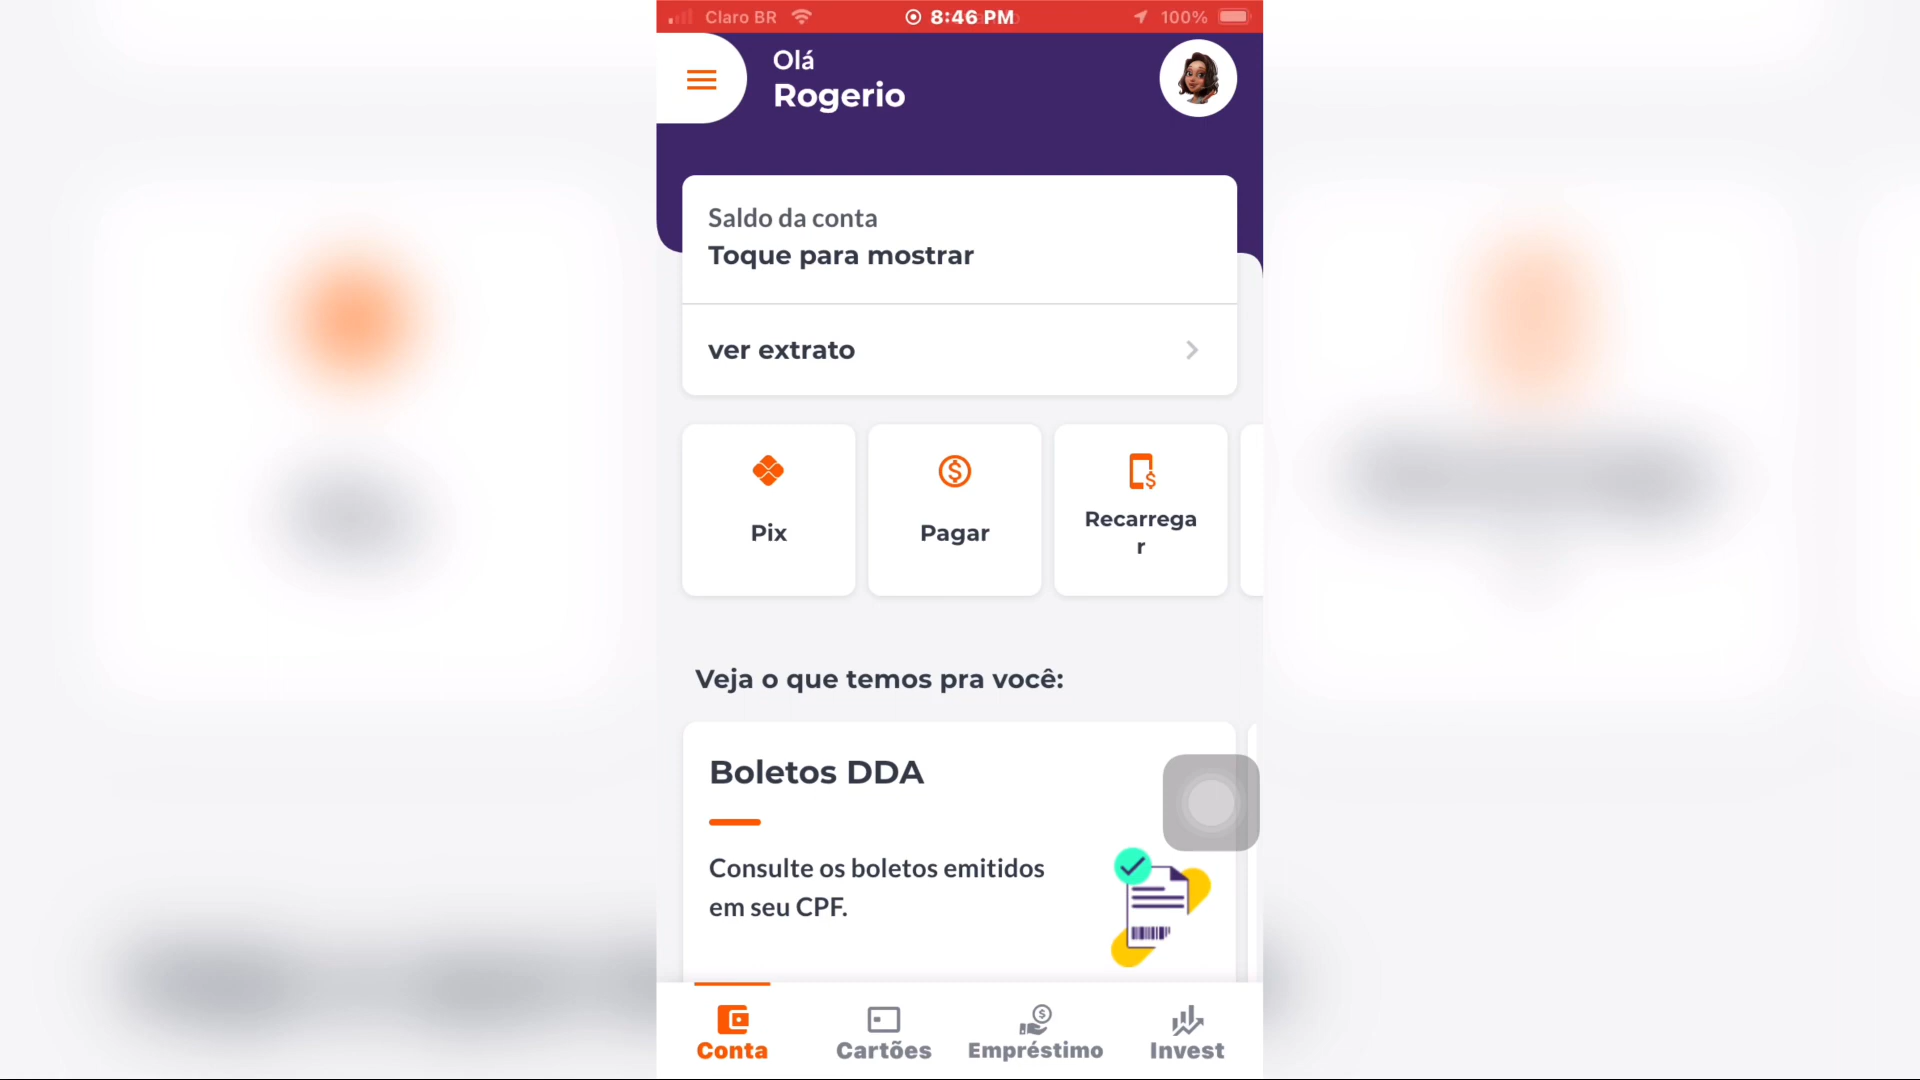 Claro BR
8:46 PM
100%
Olá
Rogerio
Saldo da conta
Toque para mostrar
ver extrato
Pix
Pagar
Recarrega
r
Veja o que temos pra você:
Boletos DDA
Consulte os boletos emitidos
em seu CPF.
Conta
Cartões
Empréstimo
Invest